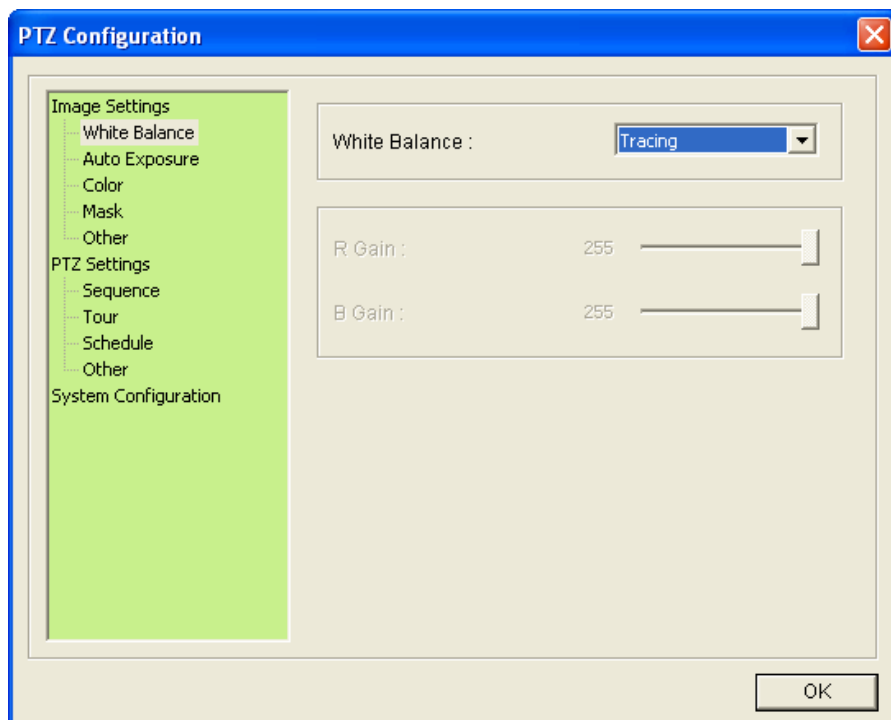 PTZ Configuration
Image Settings
White Balance
Auto Exposure
Color
Mask
Other
PTZ Settings
Sequence
Tour
Schedule
Other
System Configuration
White Balance : Tracing
R Gain : 255
B Gain : 255
OK